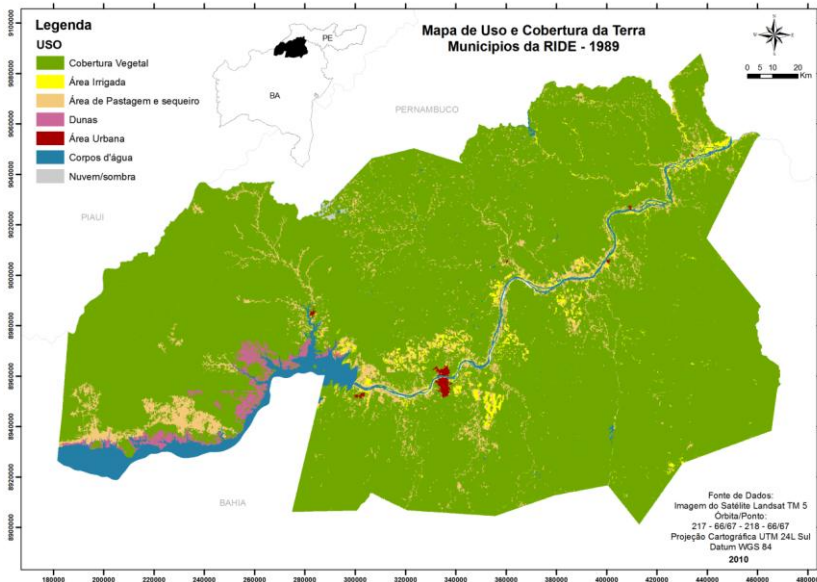 Legenda
USO
Cobertura Vegetal
Área Irrigada
Área de Pastagem e sequeiro
Dunas
Área Urbana
Corpos d'água
Nuvem/sombra
PE
BA
Mapa de Uso e Cobertura da Terra
Municipios da RIDE - 1989
N
0 5 10 20
Km
PERNAMBUCO
PIAUÍ
BAHIA
Fonte de Dados:
Imagem do Satélite Landsat TM 5
Órbita/Ponto:
217 - 66/67 - 218 - 66/67
Projeção Cartográfica UTM 24L Sul
Datum WGS 84
2010
9100000
9080000
9060000
9040000
9020000
9000000
8980000
8960000
8940000
8920000
8900000
180000 200000 220000 240000 260000 280000 300000 320000 340000 360000 380000 400000 420000 440000 460000 480000